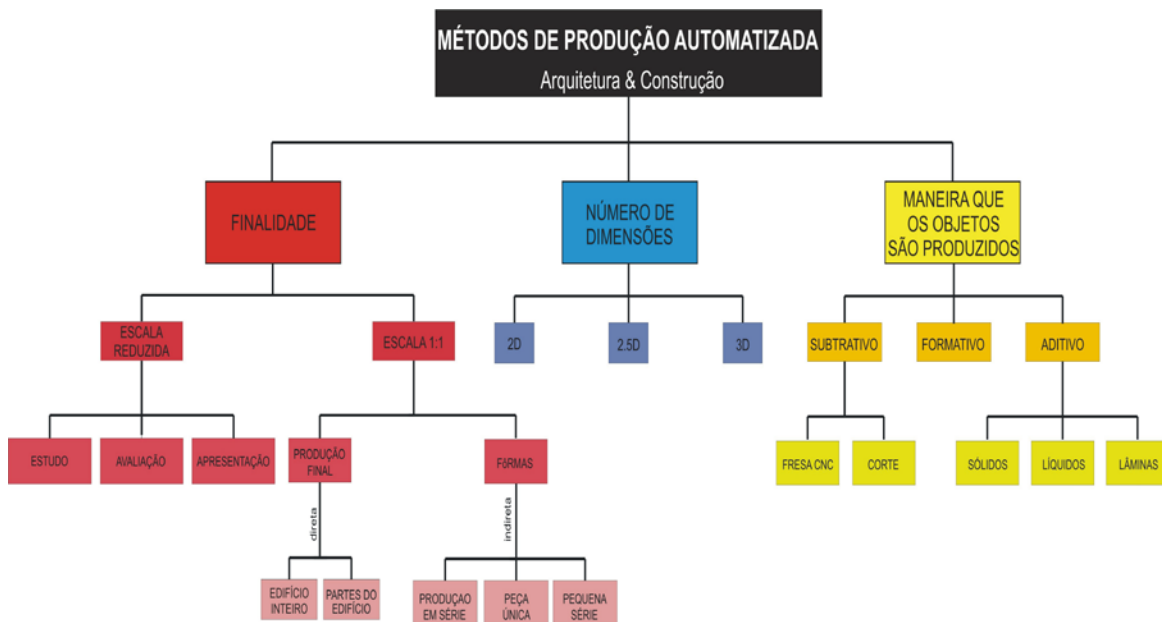 MÉTODOS DE PRODUÇÃO AUTOMATIZADA
Arquitetura & Construção
FINALIDADE
NÚMERO DE
DIMENSÕES
MANEIRA QUE
OS OBJETOS
SÃO PRODUZIDOS
ESCALA
REDUZIDA
ESCALA 1:1
2D
2.5D
3D
SUBTRATIVO
FORMATIVO
ADITIVO
ESTUDO
AVALIAÇÃO
APRESENTAÇÃO
PRODUÇÃO
FINAL
FôRMAS
FRESA CNC
CORTE
SÓLIDOS
LÍQUIDOS
LÂMINAS
direta
indireta
EDIFÍCIO
INTEIRO
PARTES DO
EDIFÍCIO
PRODUÇAO
EM SÉRIE
PEÇA
ÚNICA
PEQUENA
SÉRIE